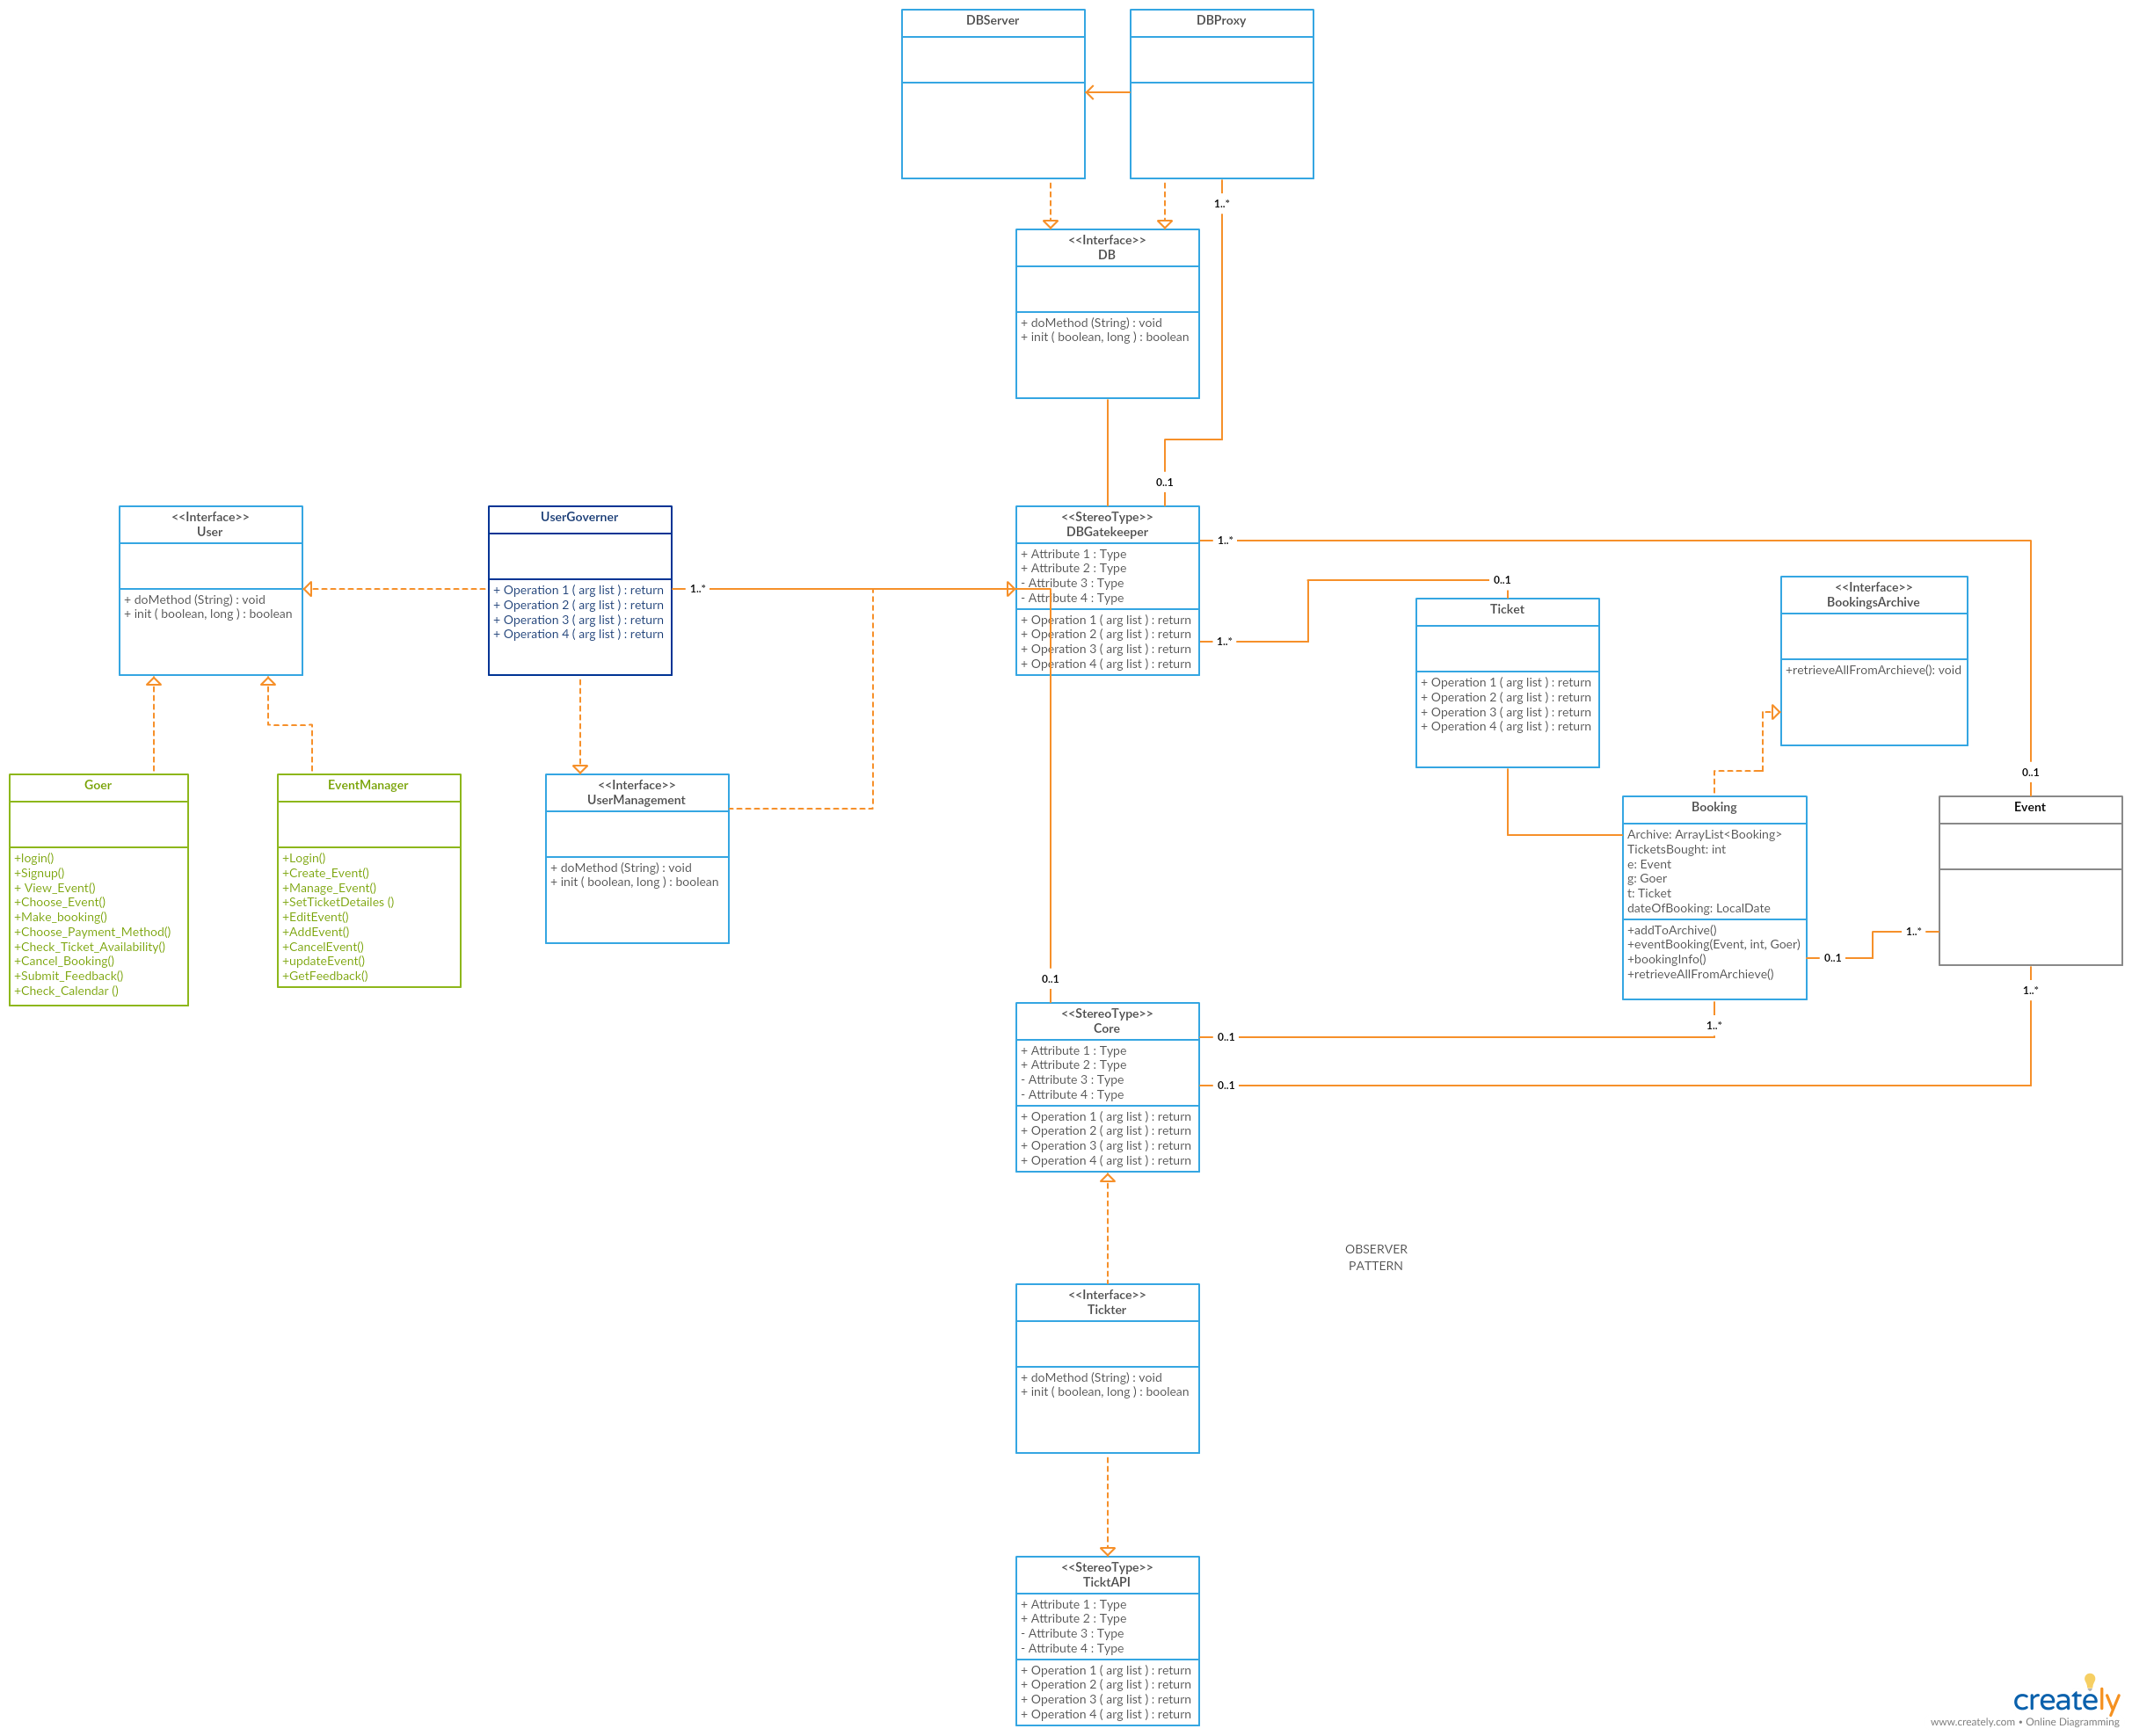 DBServer
DBProxy
1..*
<<Interface>>
DB
+ doMethod (String) : void
+ init ( boolean, long ) : boolean
0..1
<<Interface>>
User
+ doMethod (String) : void
+ init ( boolean, long ) : boolean
UserGoverner
+ Operation 1 ( arg list ) : return
+ Operation 2 ( arg list ) : return
+ Operation 3 ( arg list ) : return
+ Operation 4 ( arg list ) : return
1..*
<<StereoType>>
DBGatekeeper
+ Attribute 1 : Type
+ Attribute 2 : Type
- Attribute 3 : Type
- Attribute 4 : Type
+ Operation 1 ( arg list ) : return
+ Operation 2 ( arg list ) : return
+ Operation 3 ( arg list ) : return
+ Operation 4 ( arg list ) : return
1..*
1..*
0..1
Ticket
+ Operation 1 ( arg list ) : return
+ Operation 2 ( arg list ) : return
+ Operation 3 ( arg list ) : return
+ Operation 4 ( arg list ) : return
<<Interface>>
BookingsArchive
+retrieveAllFromArchieve(): void
0..1
Goer
+login()
+Signup()
+ View_Event()
+Choose_Event()
+Make_booking()
+Choose_Payment_Method()
+Check_Ticket_Availability()
+Cancel_Booking()
+Submit_Feedback()
+Check_Calendar ()
EventManager
+Login()
+Create_Event()
+Manage_Event()
+SetTicketDetailes ()
+EditEvent()
+AddEvent()
+CancelEvent()
+updateEvent()
+GetFeedback()
<<Interface>>
UserManagement
+ doMethod (String) : void
+ init ( boolean, long ) : boolean
Booking
Archive: ArrayList<Booking>
TicketsBought: int
e: Event
g: Goer
t: Ticket
dateOfBooking: LocalDate
+addToArchive()
+eventBooking(Event, int, Goer)
+bookingInfo()
+retrieveAllFromArchieve()
Event
1..*
0..1
0..1
1..*
1..*
<<StereoType>>
Core
+ Attribute 1 : Type
+ Attribute 2 : Type
- Attribute 3 : Type
- Attribute 4 : Type
+ Operation 1 ( arg list ) : return
+ Operation 2 ( arg list ) : return
+ Operation 3 ( arg list ) : return
+ Operation 4 ( arg list ) : return
0..1
0..1
OBSERVER
PATTERN
<<Interface>>
Tickter
+ doMethod (String) : void
+ init ( boolean, long ) : boolean
<<StereoType>>
TicktAPI
+ Attribute 1 : Type
+ Attribute 2 : Type
- Attribute 3 : Type
- Attribute 4 : Type
+ Operation 1 ( arg list ) : return
+ Operation 2 ( arg list ) : return
+ Operation 3 ( arg list ) : return
+ Operation 4 ( arg list ) : return
creately
www.creately.com • Online Diagramming